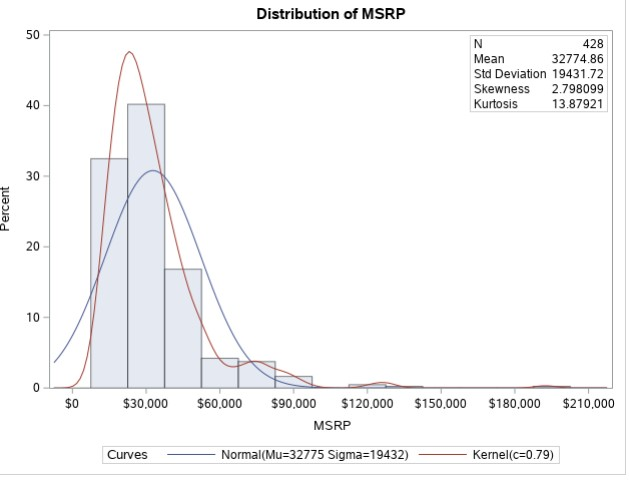 Distribution of MSRP
50
40
30
20
10
0
Percent
N 428
Mean 32774.86
Std Deviation 19431.72
Skewness 2.798099
Kurtosis 13.87921
$0 $30,000 $60,000 $90,000 $120,000 $150,000 $180,000 $210,000
MSRP
Curves Normal(Mu=32775 Sigma=19432) Kernel(c=0.79)